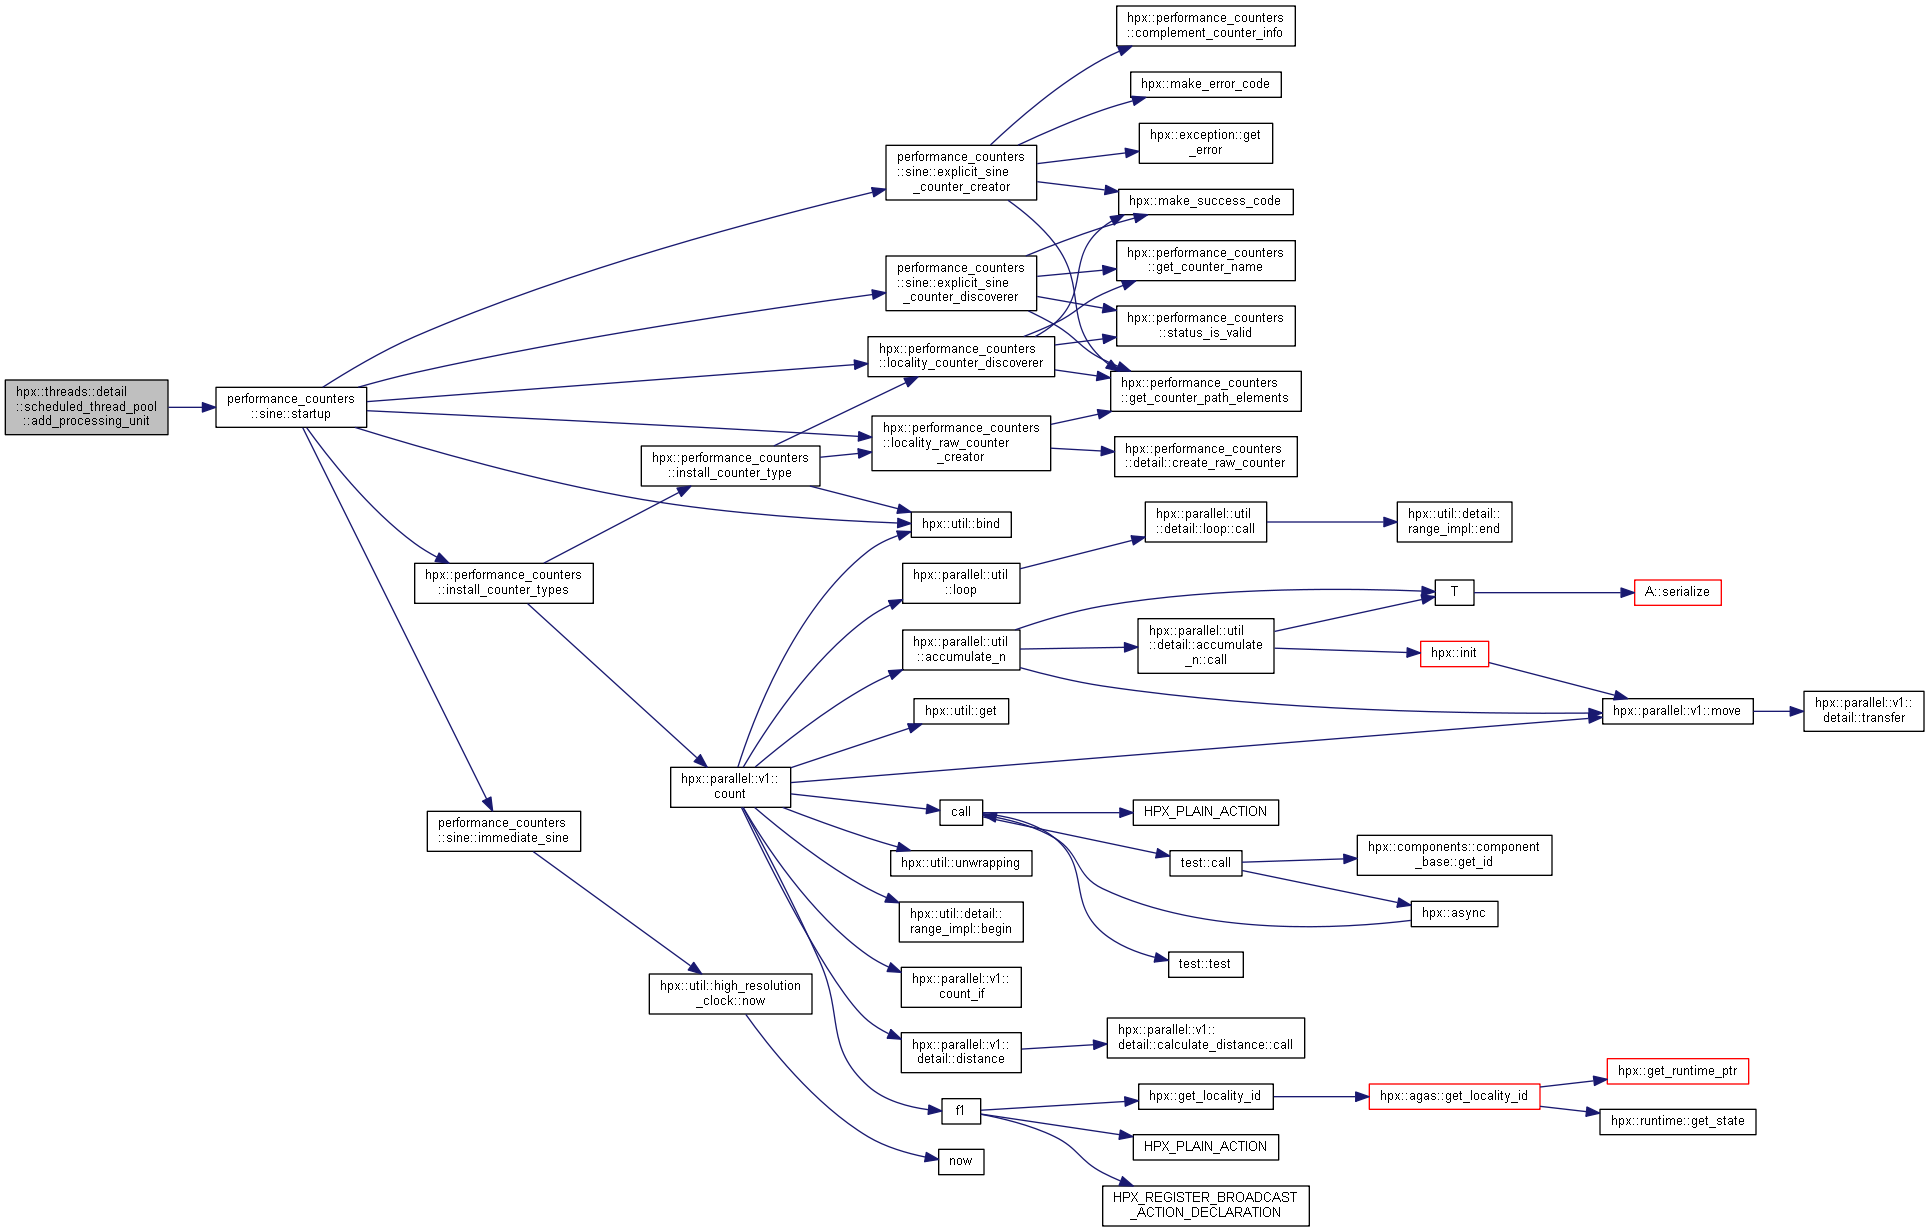 hpx::threads::detail
::scheduled_thread_pool
::add_processing_unit
performance_counters
::sine::startup
performance_counters
::sine::explicit_sine
_counter_creator
performance_counters
::sine::explicit_sine
_counter_discoverer
hpx::performance_counters
::locality_counter_discoverer
hpx::performance_counters
::locality_raw_counter
_creator
hpx::performance_counters
::install_counter_type
hpx::util::bind
hpx::performance_counters
::install_counter_types
performance_counters
::sine::immediate_sine
hpx::parallel::v1::
count
hpx::util::high_resolution
_clock::now
now
hpx::performance_counters
::complement_counter_info
hpx::make_error_code
hpx::exception::get
_error
hpx::make_success_code
hpx::performance_counters
::get_counter_name
hpx::performance_counters
::status_is_valid
hpx::performance_counters
::get_counter_path_elements
hpx::performance_counters
::detail::create_raw_counter
hpx::parallel::util
::loop
hpx::parallel::util
::detail::loop::call
hpx::util::detail::
range_impl::end
hpx::parallel::util
::accumulate_n
hpx::parallel::util
::detail::accumulate
_n::call
T
A::serialize
hpx::init
hpx::parallel::v1::move
hpx::parallel::v1::
detail::transfer
hpx::util::get
call
HPX_PLAIN_ACTION
test::call
hpx::components::component
_base::get_id
hpx::async
test::test
hpx::util::unwrapping
hpx::util::detail::
range_impl::begin
hpx::parallel::v1::
count_if
hpx::parallel::v1::
detail::distance
hpx::parallel::v1::
detail::calculate_distance::call
f1
hpx::get_locality_id
hpx::agas::get_locality_id
hpx::get_runtime_ptr
hpx::runtime::get_state
HPX_PLAIN_ACTION
HPX_REGISTER_BROADCAST
_ACTION_DECLARATION